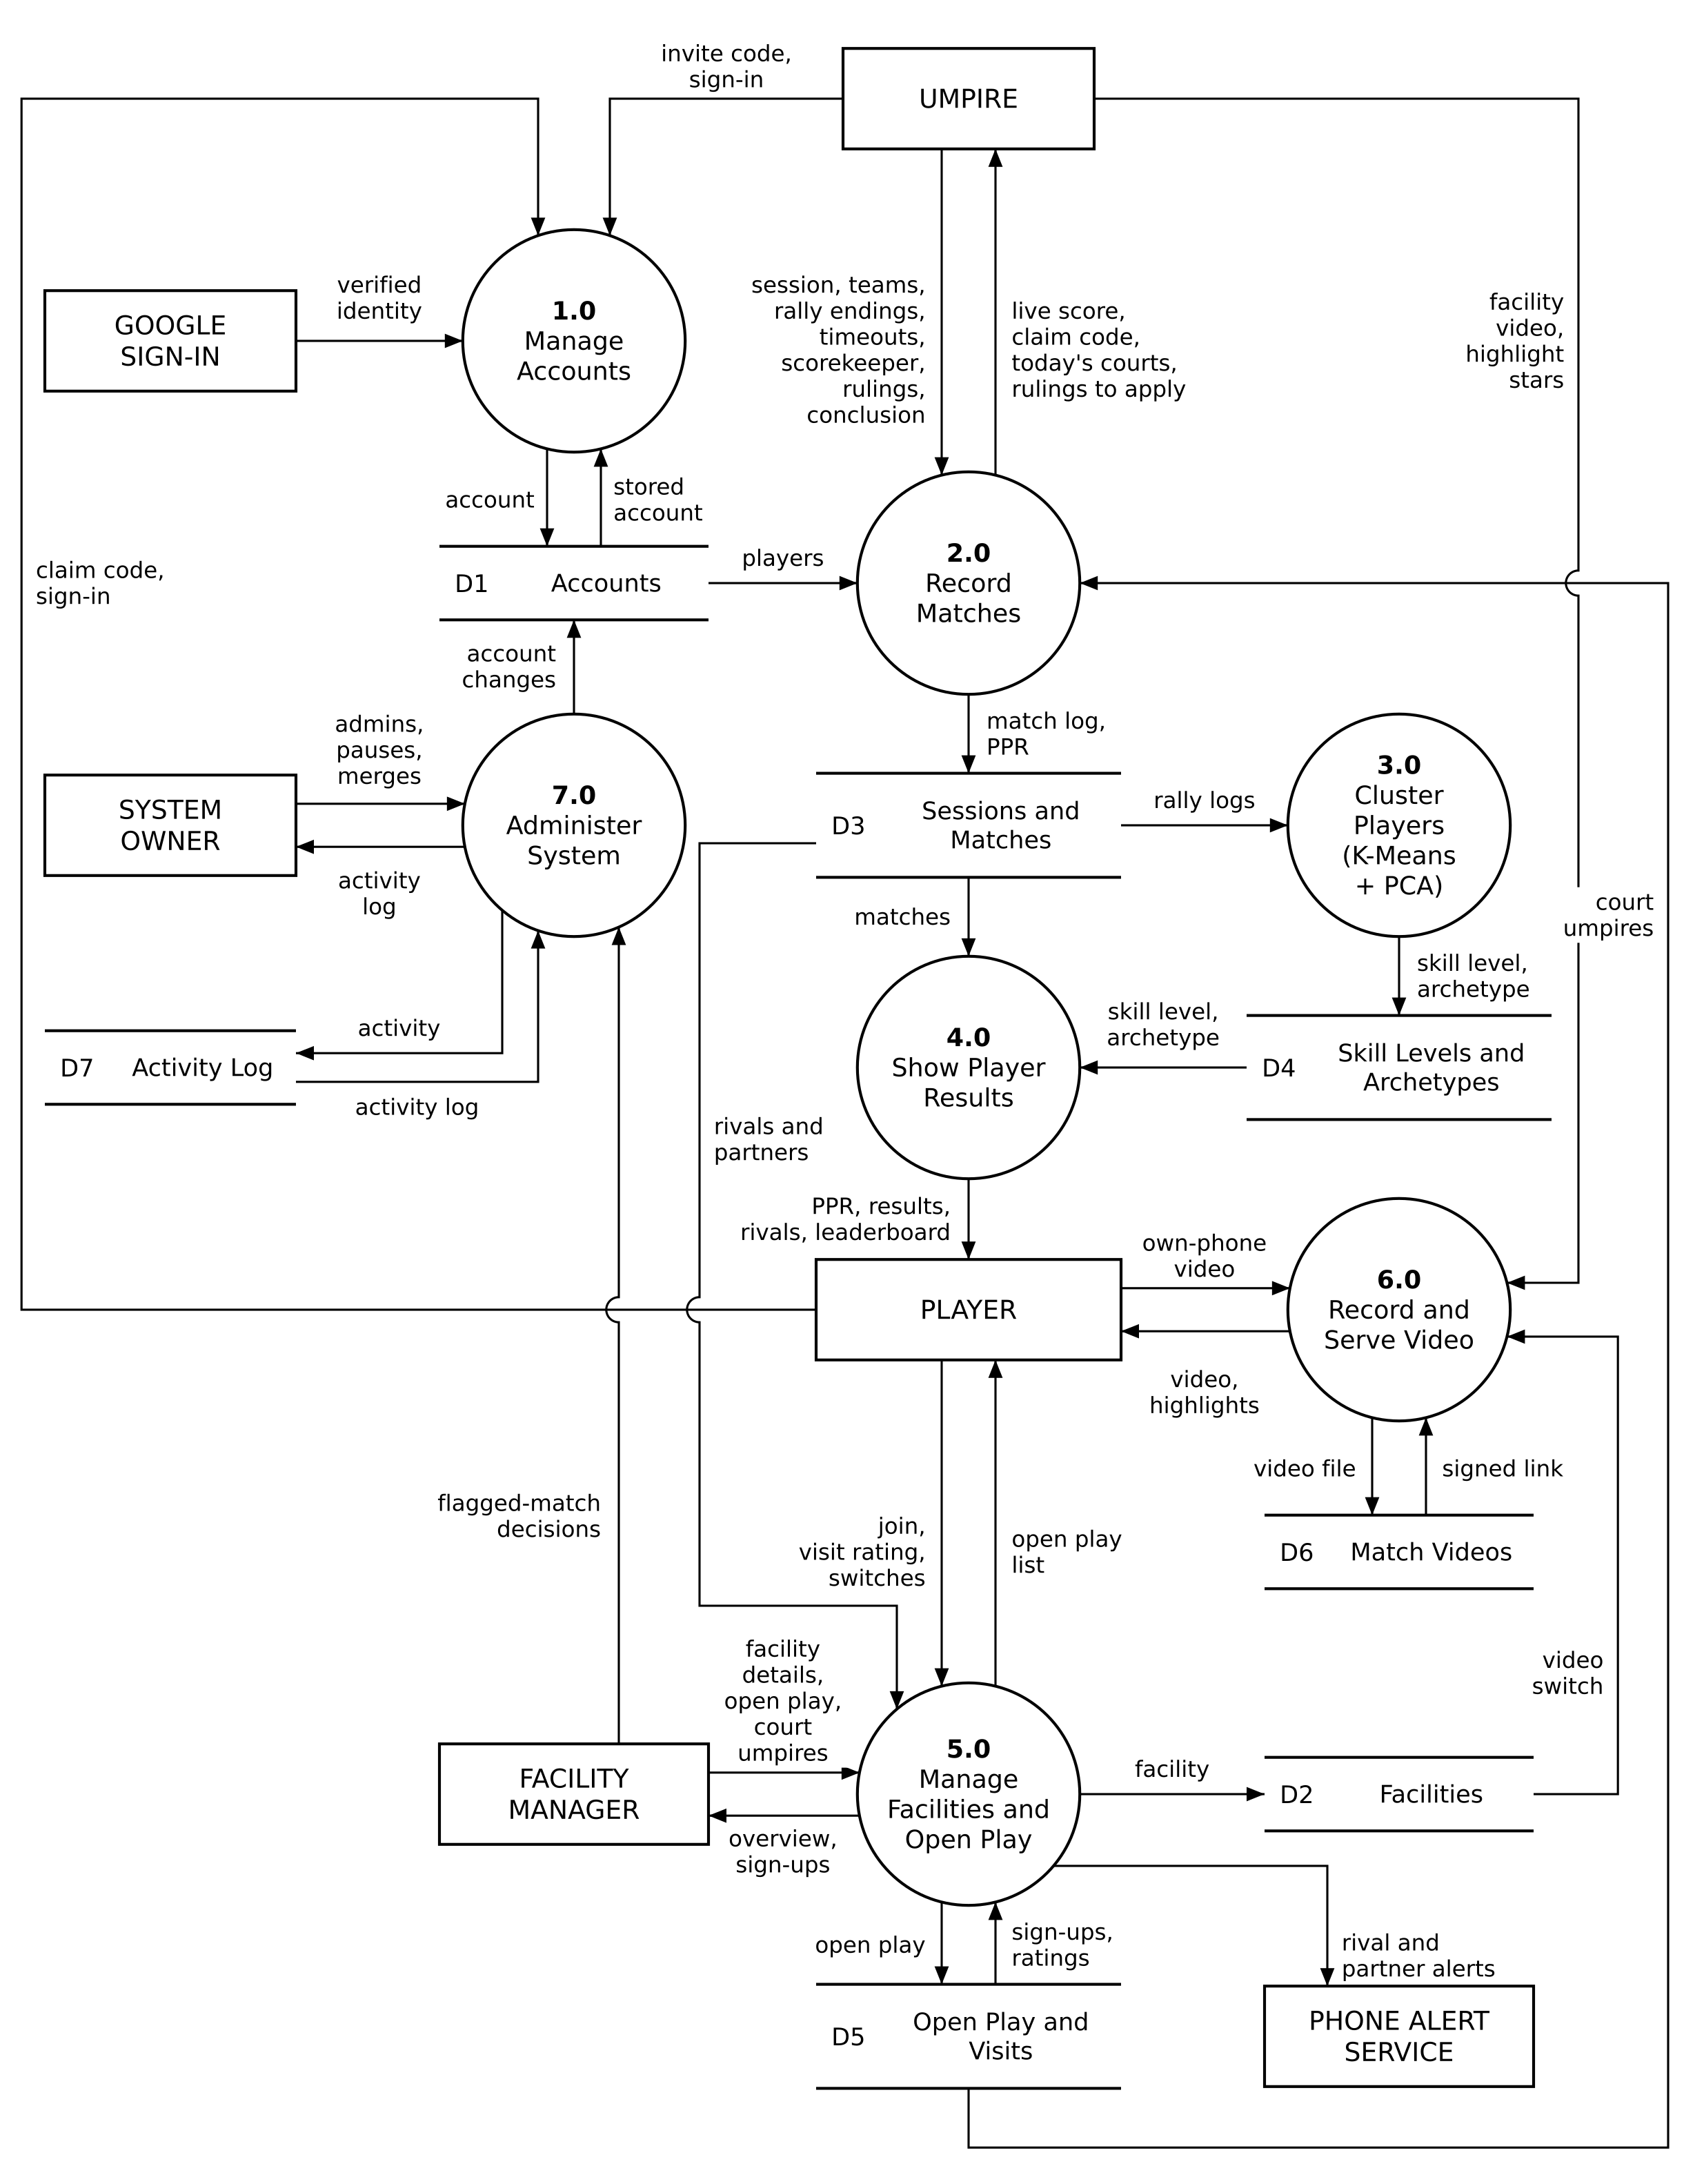 invite code,
sign-in
UMPIRE
GOOGLE
SIGN-IN
verified
identity
1.0
Manage
Accounts
session, teams,
rally endings,
timeouts,
scorekeeper,
rulings,
conclusion
live score,
claim code,
today's courts,
rulings to apply
facility
video,
highlight
stars
account
stored
account
claim code,
sign-in
D1 Accounts
players
2.0
Record
Matches
account
changes
admins,
pauses,
merges
SYSTEM
OWNER
activity
log
7.0
Administer
System
match log,
PPR
D3 Sessions and
Matches
rally logs
3.0
Cluster
Players
(K-Means
+ PCA)
court
umpires
matches
skill level,
archetype
D7 Activity Log
activity
activity log
4.0
Show Player
Results
skill level,
archetype
D4 Skill Levels and
Archetypes
rivals and
partners
PPR, results,
rivals, leaderboard
PLAYER
own-phone
video
video,
highlights
6.0
Record and
Serve Video
video file
signed link
D6 Match Videos
flagged-match
decisions
join,
visit rating,
switches
open play
list
video
switch
facility
details,
open play,
court
umpires
FACILITY
MANAGER
overview,
sign-ups
5.0
Manage
Facilities and
Open Play
facility
D2 Facilities
open play
sign-ups,
ratings
rival and
partner alerts
D5 Open Play and
Visits
PHONE ALERT
SERVICE